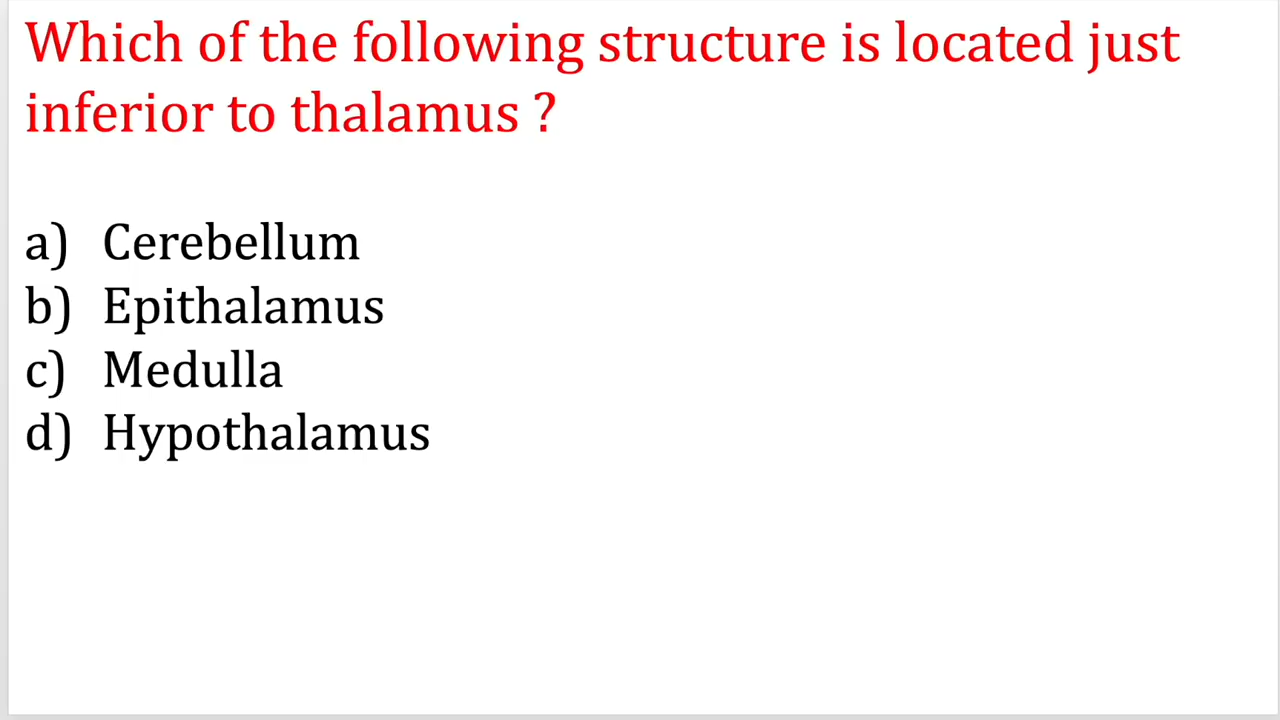 Which of the following structure is located just
inferior to thalamus ?
a) Cerebellum
b) Epithalamus
c) Medulla
d) Hypothalamus